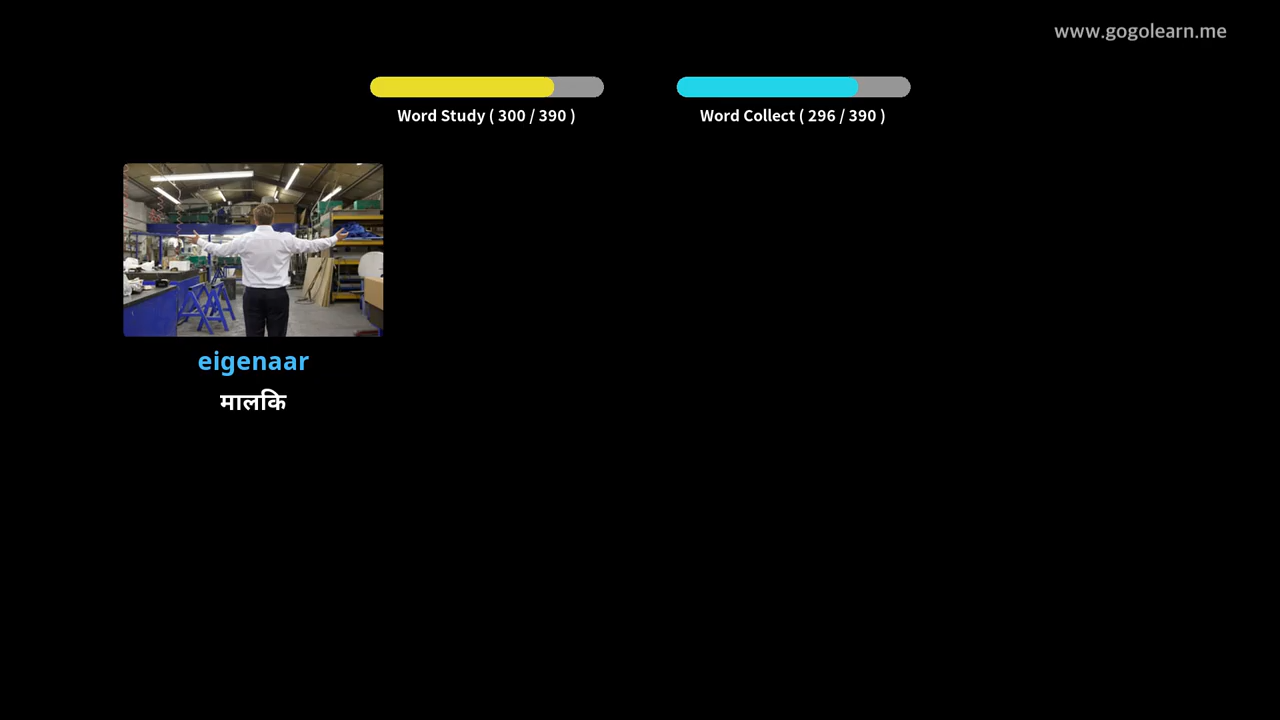 www.gogolearn.me
Word Study ( 300 / 390 )
Word Collect ( 296 / 390 )
eigenaar
मालकि